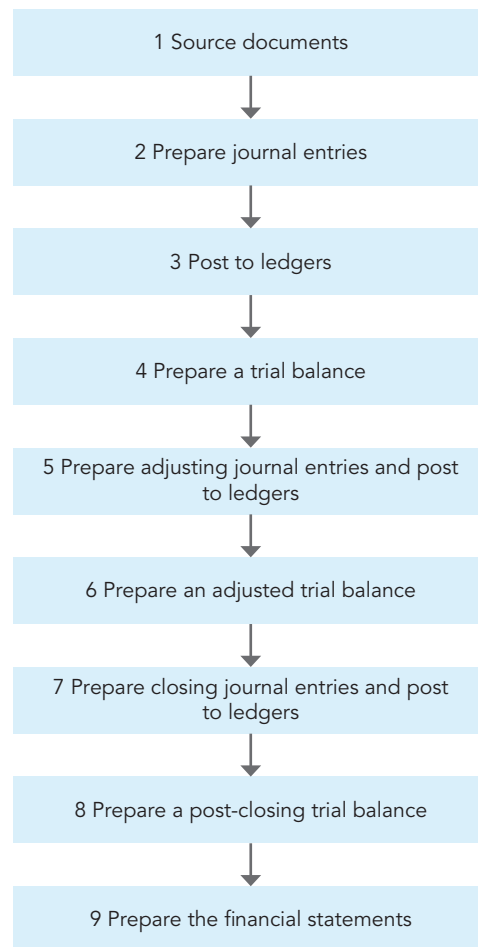 1 Source documents
2 Prepare journal entries
3 Post to ledgers
4 Prepare a trial balance
5 Prepare adjusting journal entries and post
to ledgers
6 Prepare an adjusted trial balance
7 Prepare closing journal entries and post
to ledgers
8 Prepare a post-closing trial balance
9 Prepare the financial statements